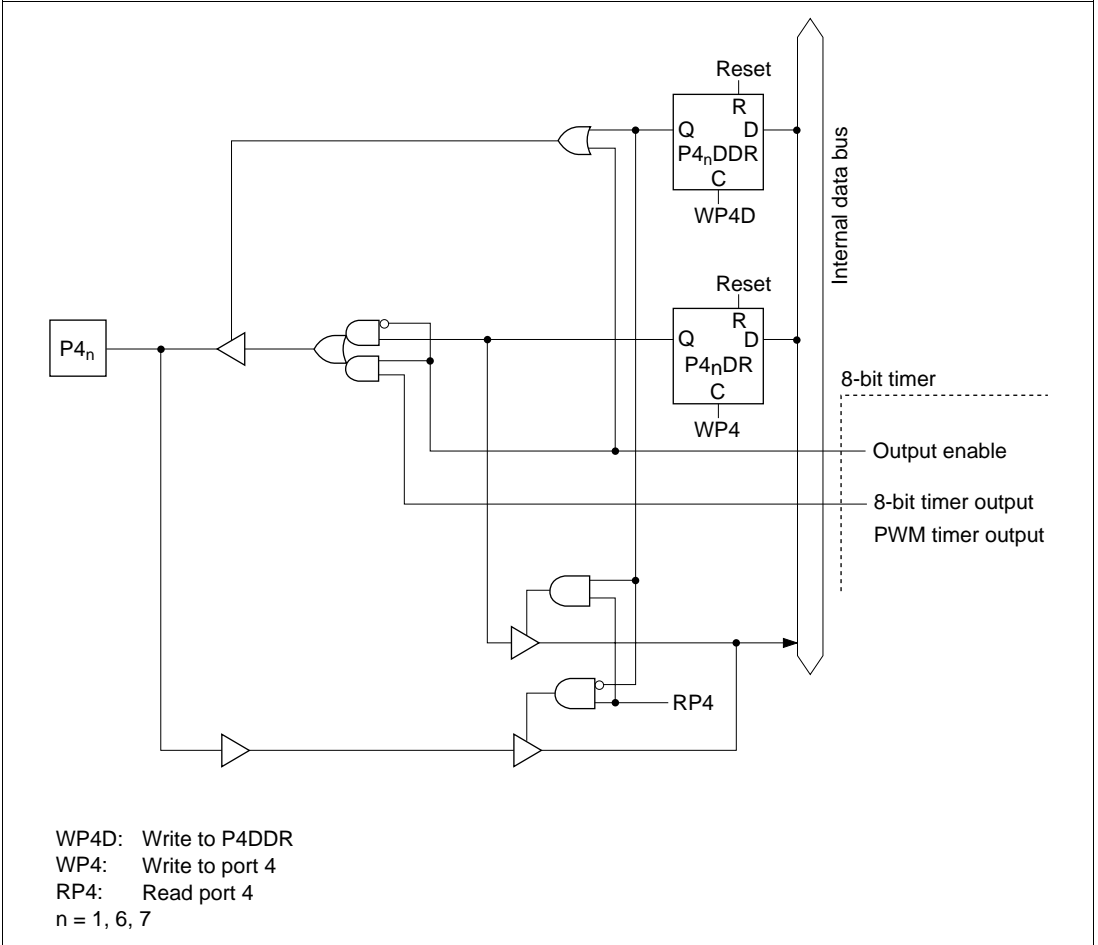 Reset
R
Q D
P4nDDR
C
WP4D
Internal data bus
Reset
R
Q D
P4nDR
C
WP4
P4n
8-bit timer
Output enable
8-bit timer output
PWM timer output
RP4
WP4D: Write to P4DDR
WP4: Write to port 4
RP4: Read port 4
n = 1, 6, 7